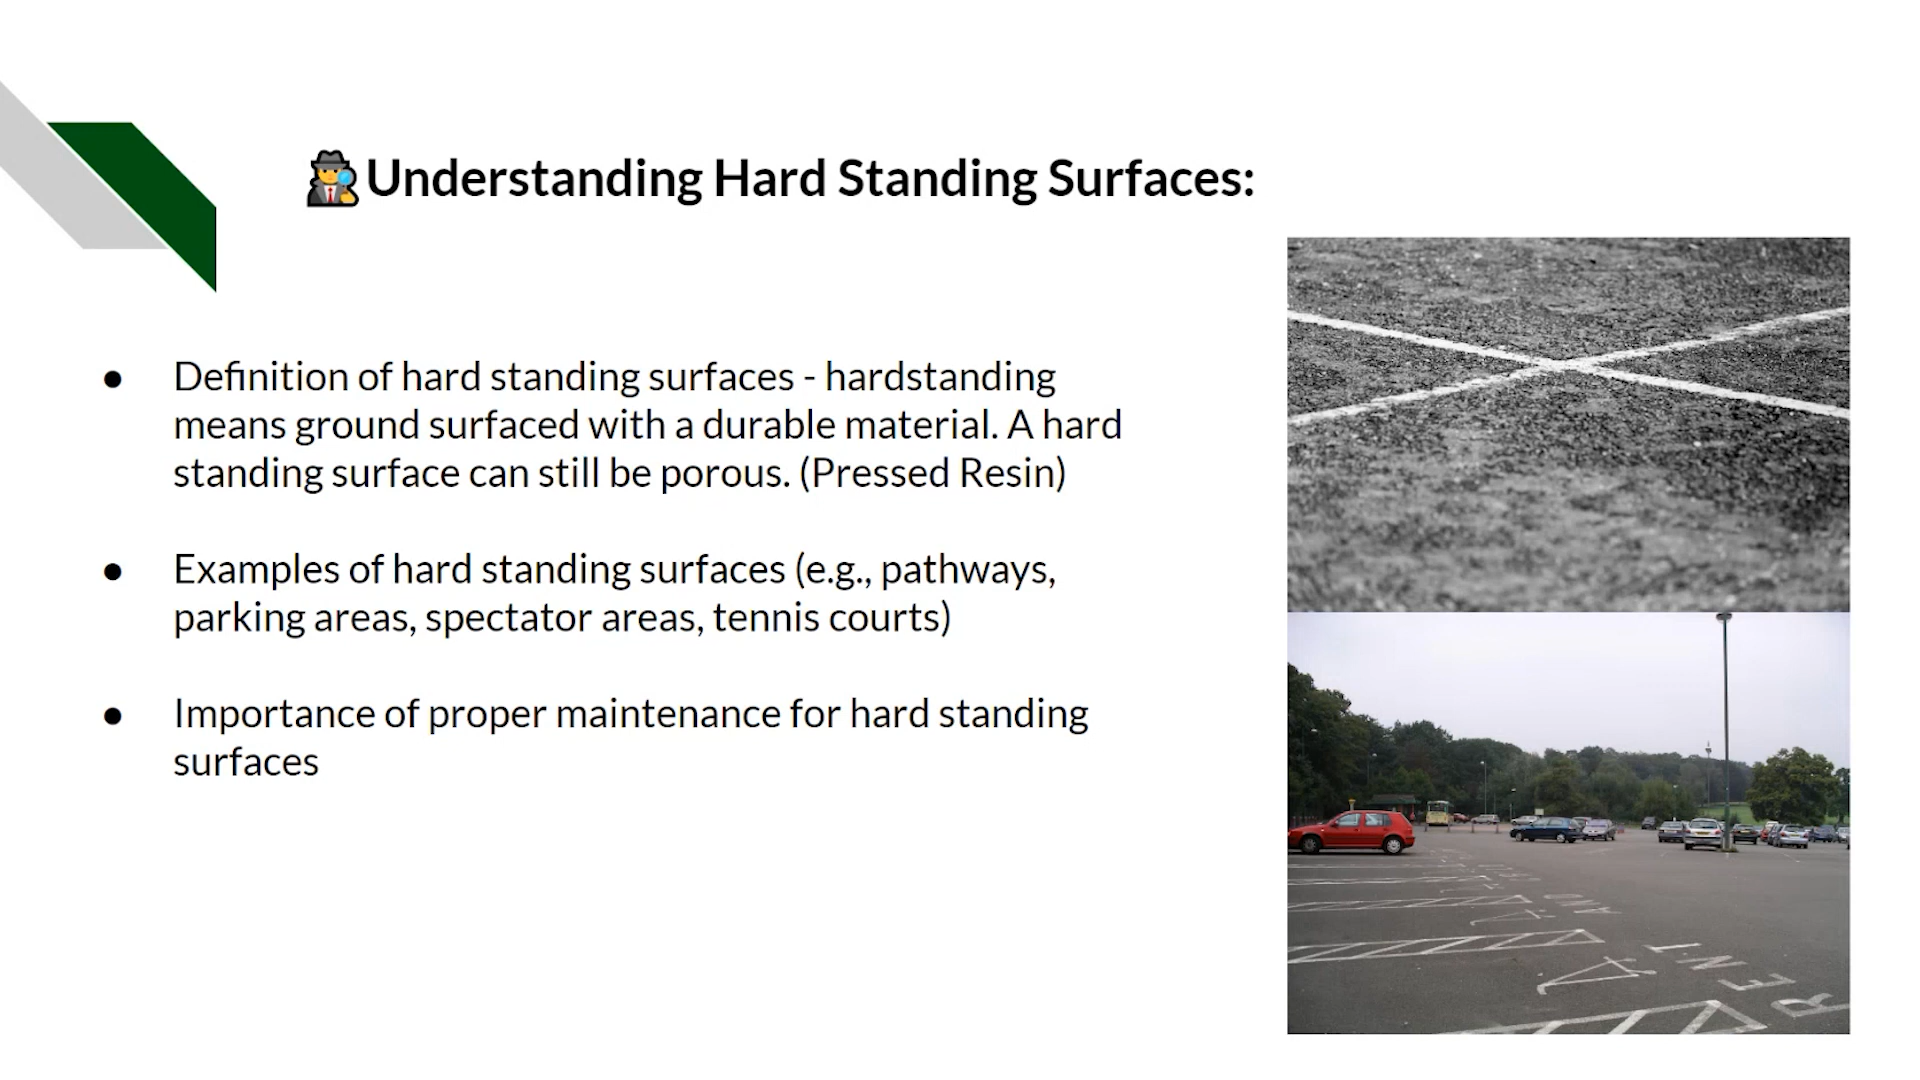 Understanding Hard Standing Surfaces:
● Definition of hard standing surfaces - hardstanding
means ground surfaced with a durable material. A hard
standing surface can still be porous. (Pressed Resin)
● Examples of hard standing surfaces (e.g., pathways,
parking areas, spectator areas, tennis courts)
● Importance of proper maintenance for hard standing
surfaces